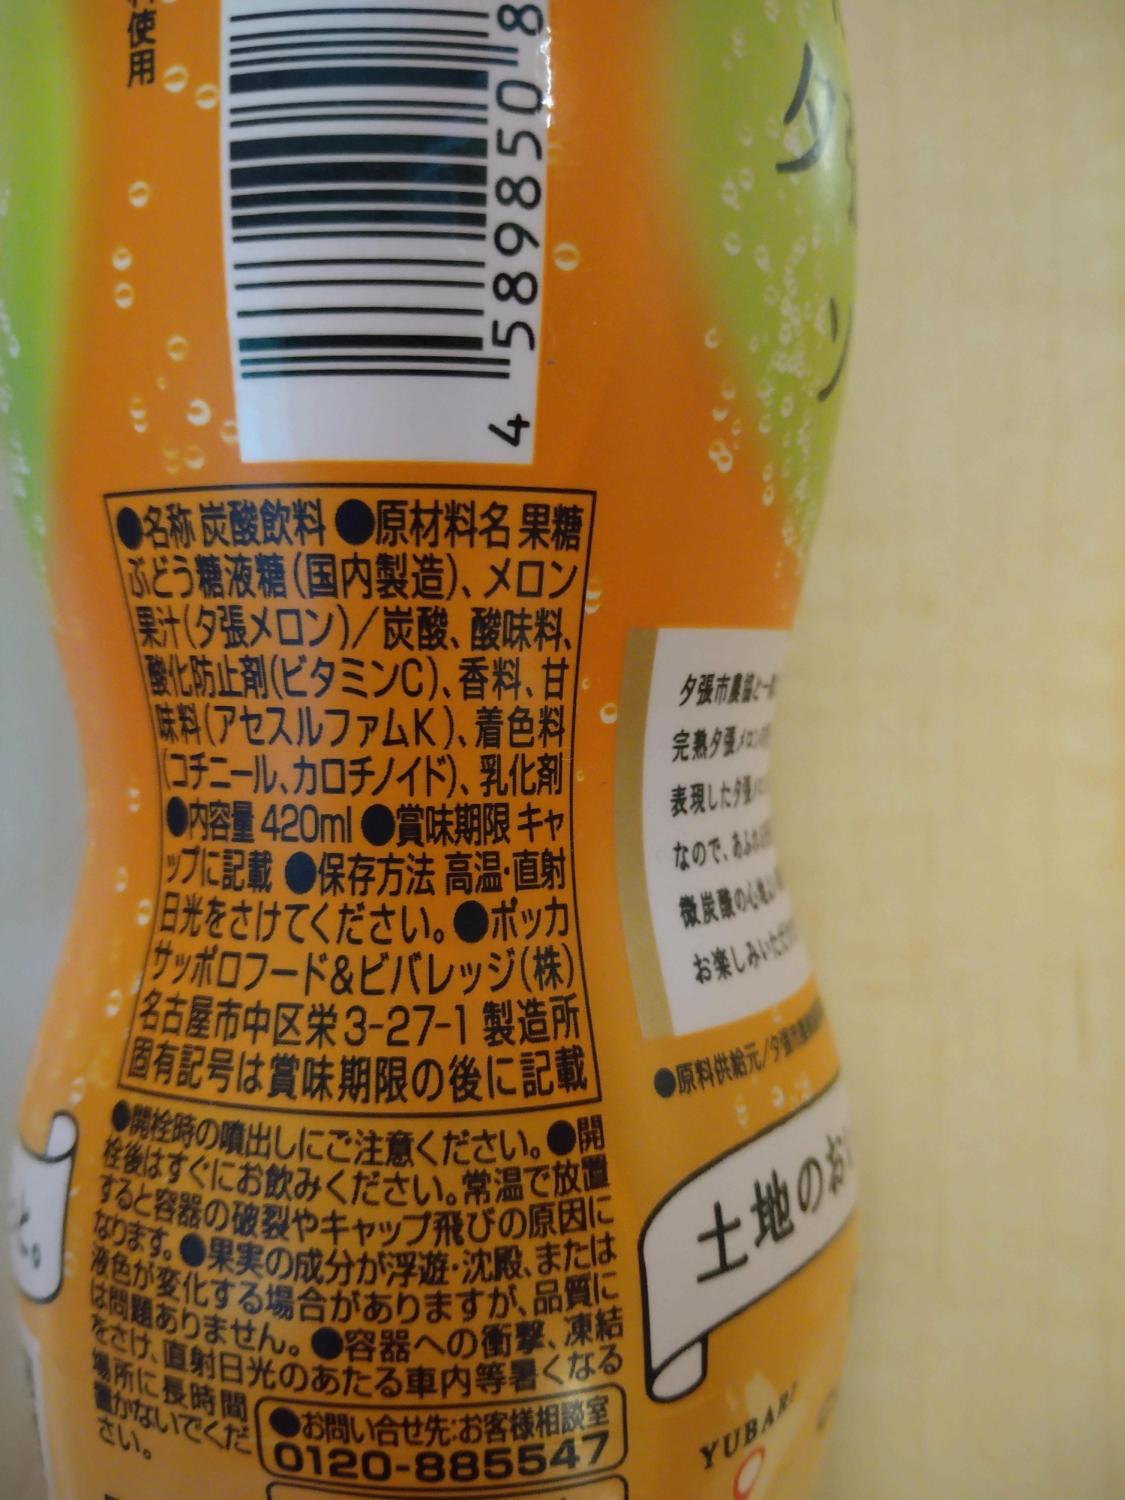 使用
4 589850 8
夕
ソ
●名称 炭酸飲料 ●原材料名 果糖
ぶどう糖液糖(国内製造)、メロン
果汁(夕張メロン)/炭酸、酸味料、
酸化防止剤(ビタミンC)、香料、甘
味料(アセスルファムK)、着色料
(コチニール、カロチノイド)、乳化剤
●内容量 420ml ●賞味期限 キャ
ップに記載 ●保存方法 高温・直射
日光をさけてください。●ポッカ
サッポロフード&ビバレッジ(株)
名古屋市中区栄3-27-1 製造所
固有記号は賞味期限の後に記載
●開栓時の噴出しにご注意ください。●開
栓後はすぐにお飲みください。常温で放置
すると容器の破裂やキャップ飛びの原因に
なります。●果実の成分が浮遊・沈殿、または
液色が変化する場合がありますが、品質に
は問題ありません。●容器への衝撃、凍結
をさけ、直射日光のあたる車内等暑くなる
場所に長時間
置かないでくだ
さい。
●お問い合せ先:お客様相談室
0120-885547
夕張市農協と一
完熟夕張メロンの
表現した夕張メロ
なので、あふれ
微炭酸の心地
お楽しみいただ
●原料供給元/夕張市農
土地のお
と。
YUBARI